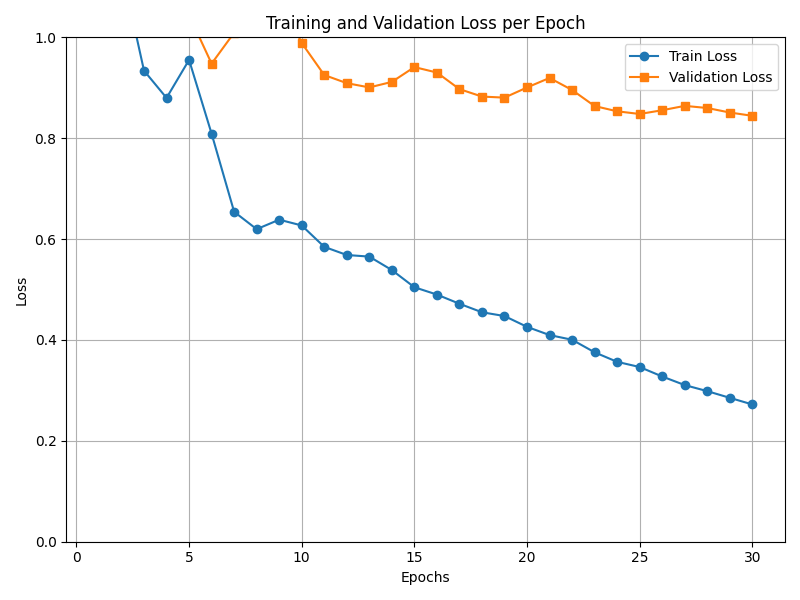 Training and Validation Loss per Epoch
1.0
0.8
0.6
0.4
0.2
0.0
Loss
Train Loss
Validation Loss
0 5 10 15 20 25 30
Epochs